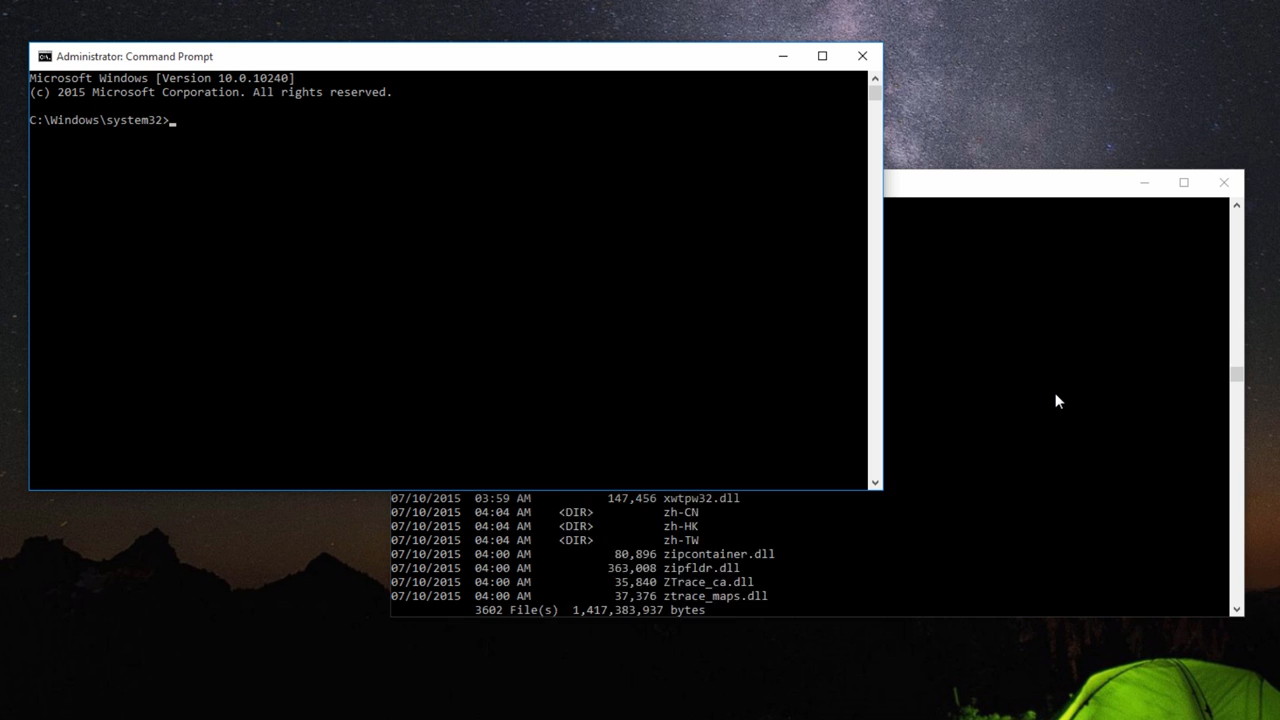 Administrator: Command Prompt
Microsoft Windows [Version 10.0.10240]
(c) 2015 Microsoft Corporation. All rights reserved.
C:\Windows\system32>
07/10/2015  03:59 AM           147,456 xwtpw32.dll
07/10/2015  04:04 AM    <DIR>          zh-CN
07/10/2015  04:04 AM    <DIR>          zh-HK
07/10/2015  04:04 AM    <DIR>          zh-TW
07/10/2015  04:00 AM            80,896 zipcontainer.dll
07/10/2015  04:00 AM           363,008 zipfldr.dll
07/10/2015  04:00 AM            35,840 ZTrace_ca.dll
07/10/2015  04:00 AM            37,376 ztrace_maps.dll
3602 File(s)  1,417,383,937 bytes